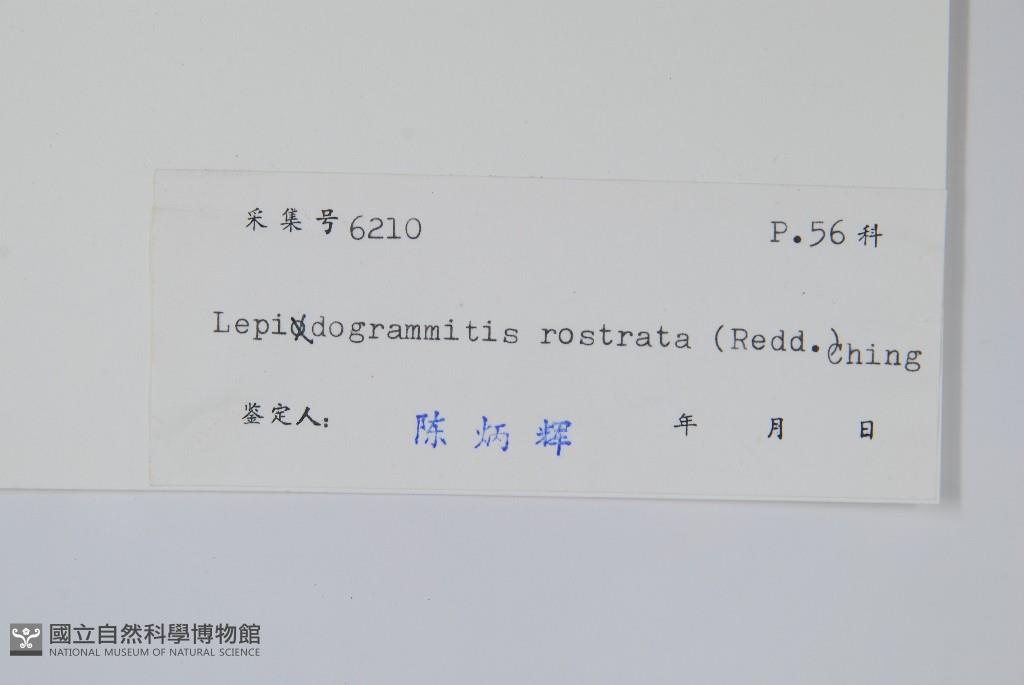 采集号 6210 P.56 科
Lepidogrammitis rostrata (Redd.) Ching
鉴定人: 陈炳辉 年 月 日
國立自然科學博物館
NATIONAL MUSEUM OF NATURAL SCIENCE